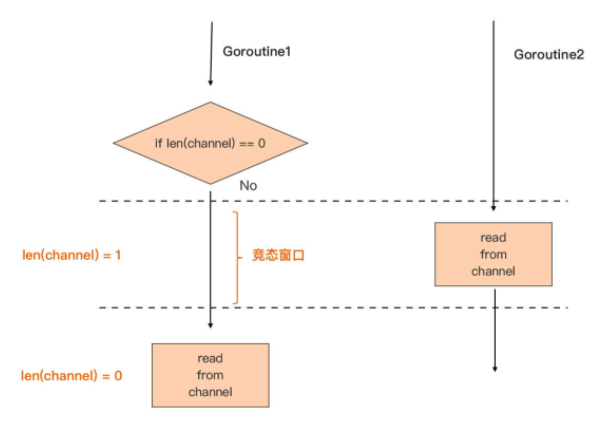 Goroutine1
Goroutine2
if len(channel) == 0
No
len(channel) = 1
竞态窗口
read
from
channel
len(channel) = 0
read
from
channel